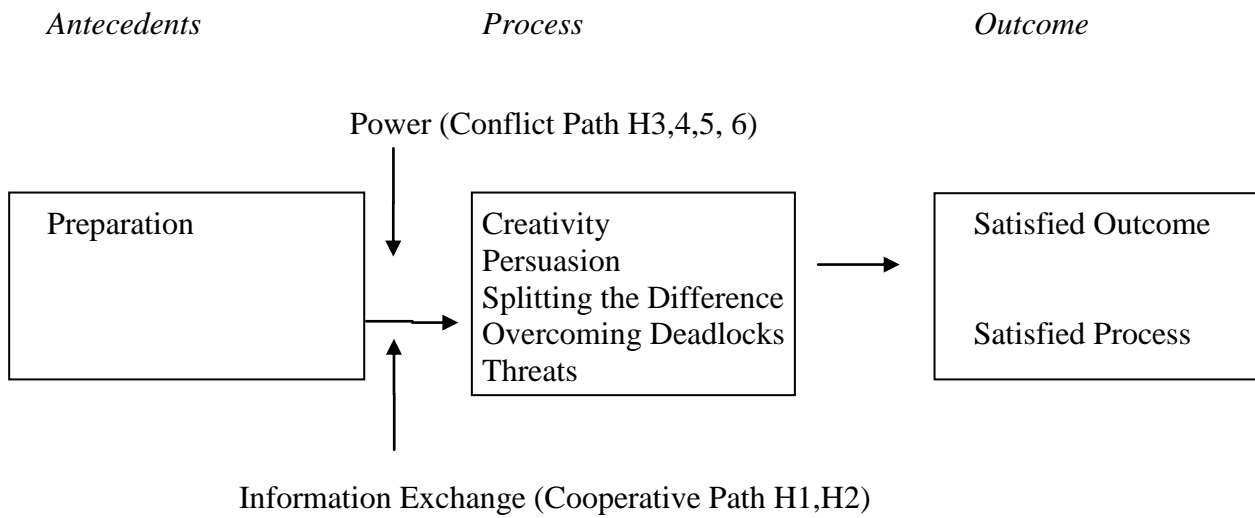 Antecedents Process Outcome
Power (Conflict Path H3,4,5, 6)
Preparation
Creativity
Persuasion
Splitting the Difference
Overcoming Deadlocks
Threats
Satisfied Outcome
Satisfied Process
Information Exchange (Cooperative Path H1,H2)